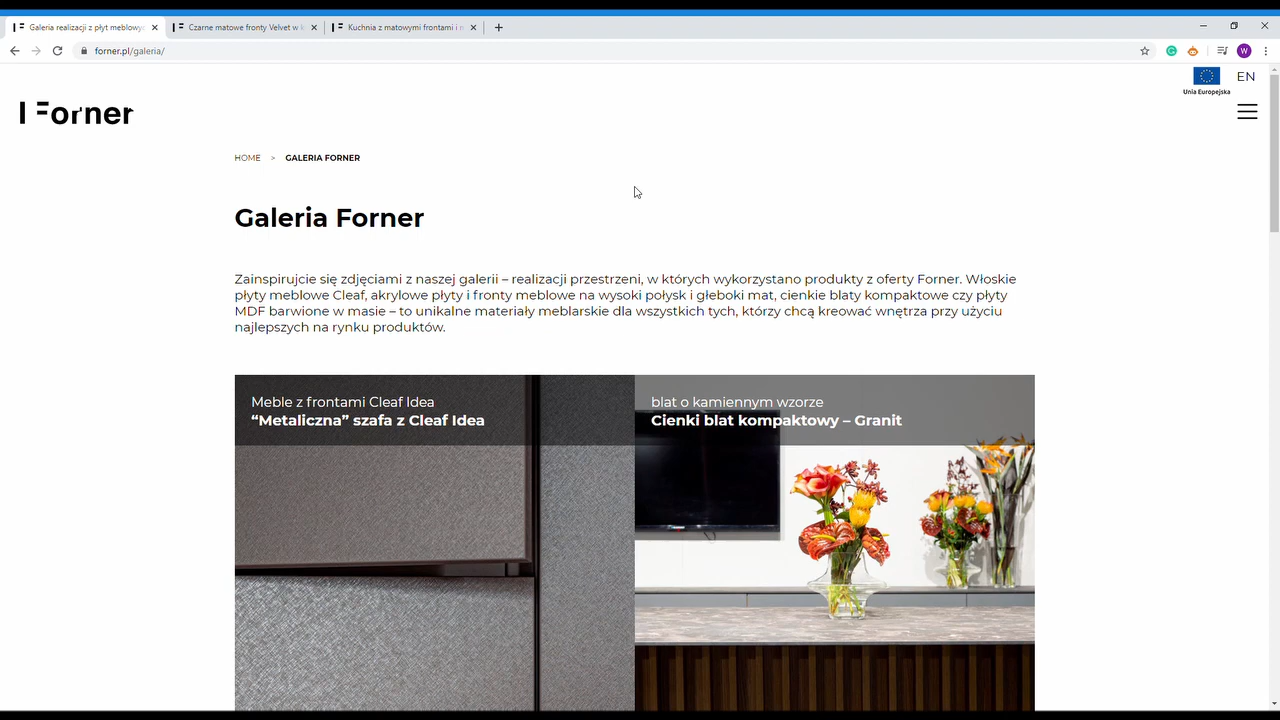 Galeria realizacji z płyt meblowyc
Czarne matowe fronty Velvet w k
Kuchnia z matowymi frontami i n
forner.pl/galeria/
W
EN
Unia Europejska
Forner
HOME > GALERIA FORNER
Galeria Forner
Zainspirujcie się zdjęciami z naszej galerii – realizacji przestrzeni, w których wykorzystano produkty z oferty Forner. Włoskie
płyty meblowe Cleaf, akrylowe płyty i fronty meblowe na wysoki połysk i głeboki mat, cienkie blaty kompaktowe czy płyty
MDF barwione w masie – to unikalne materiały meblarskie dla wszystkich tych, którzy chcą kreować wnętrza przy użyciu
najlepszych na rynku produktów.
Meble z frontami Cleaf Idea
“Metaliczna” szafa z Cleaf Idea
blat o kamiennym wzorze
Cienki blat kompaktowy – Granit